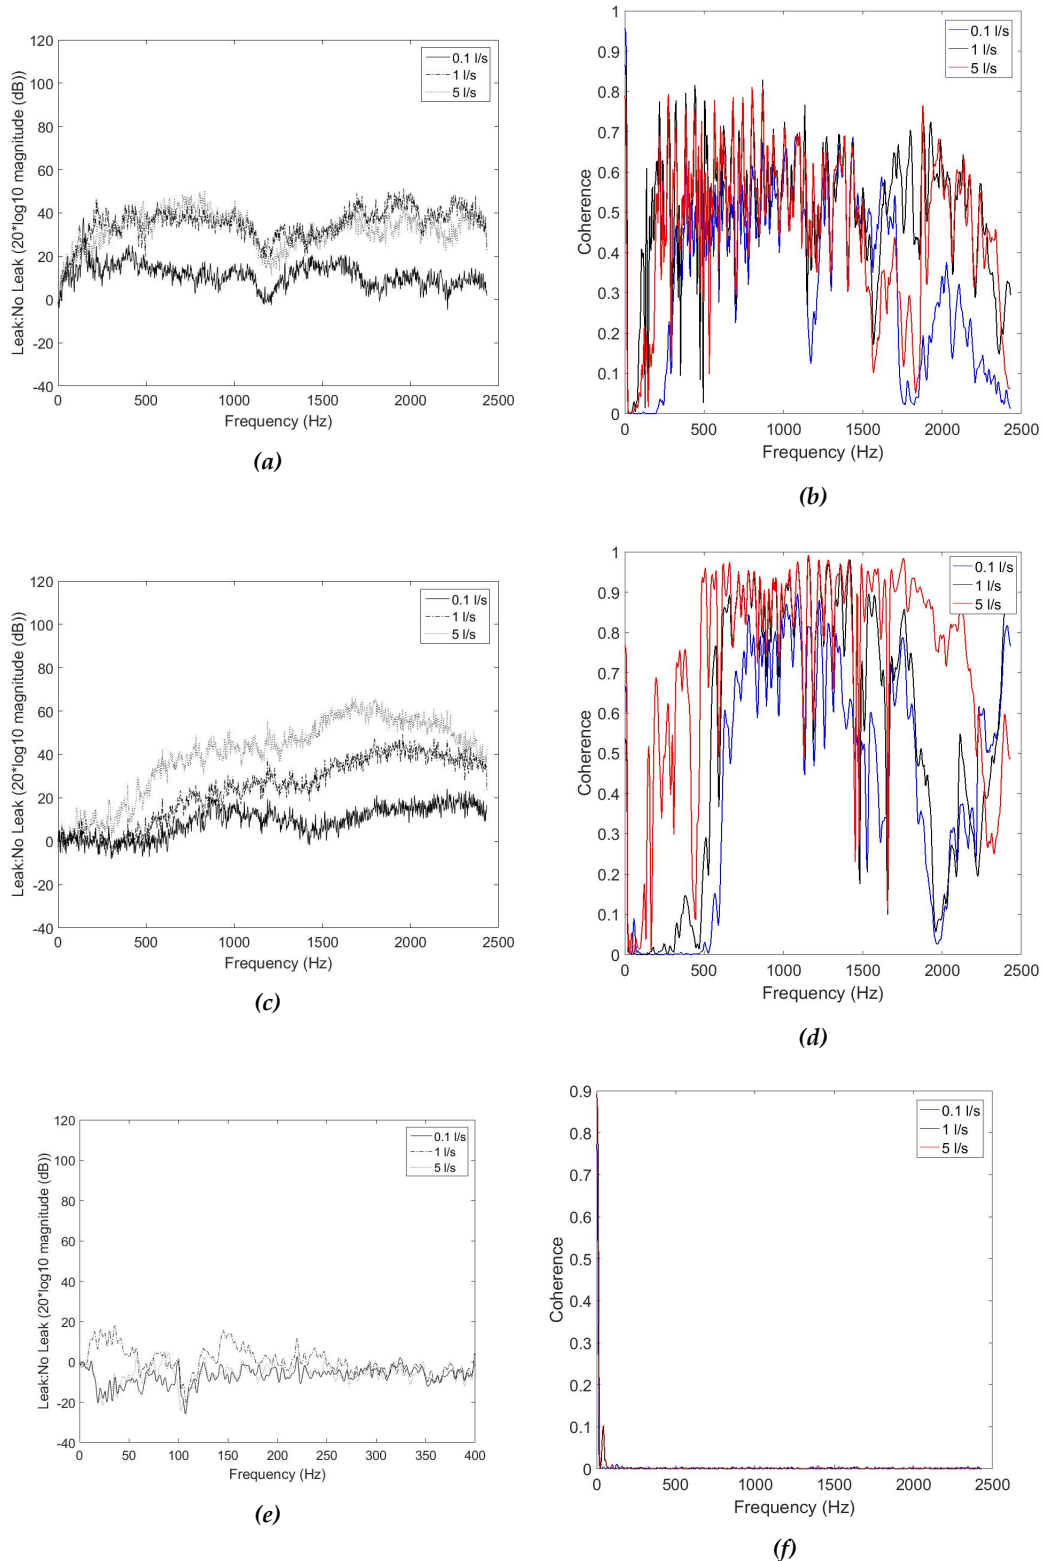 120
100
80
60
40
20
0
-20
-40
0 500 1000 1500 2000 2500
Leak:No Leak (20*log10 magnitude (dB))
Frequency (Hz)
0.1 l/s
1 l/s
5 l/s
(a)
1
0.9
0.8
0.7
0.6
0.5
0.4
0.3
0.2
0.1
0
0 500 1000 1500 2000 2500
Coherence
Frequency (Hz)
0.1 l/s
1 l/s
5 l/s
(b)
120
100
80
60
40
20
0
-20
-40
0 500 1000 1500 2000 2500
Leak:No Leak (20*log10 magnitude (dB))
Frequency (Hz)
0.1 l/s
1 l/s
5 l/s
(c)
1
0.9
0.8
0.7
0.6
0.5
0.4
0.3
0.2
0.1
0
0 500 1000 1500 2000 2500
Coherence
Frequency (Hz)
0.1 l/s
1 l/s
5 l/s
(d)
120
100
80
60
40
20
0
-20
-40
0 50 100 150 200 250 300 350 400
Leak:No Leak (20*log10 magnitude (dB))
Frequency (Hz)
0.1 l/s
1 l/s
5 l/s
(e)
0.9
0.8
0.7
0.6
0.5
0.4
0.3
0.2
0.1
0
0 500 1000 1500 2000 2500
Coherence
Frequency (Hz)
0.1 l/s
1 l/s
5 l/s
(f)